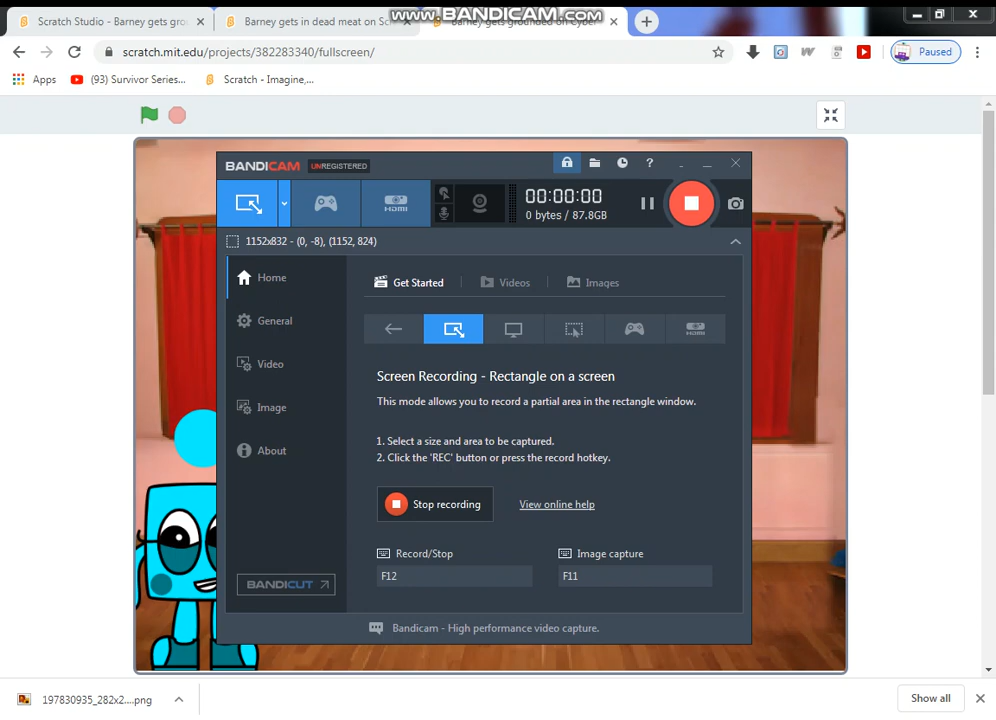 Scratch Studio - Barney gets gro
Barney gets in dead meat on Sc
barney gets grounded on cyber
www.BANDICAM.com
scratch.mit.edu/projects/382283340/fullscreen/
Paused
Apps
(93) Survivor Series...
Scratch - Imagine,...
BANDICAM UNREGISTERED
HDMI
00:00:00
0 bytes / 87.8GB
1152x832 - (0, -8), (1152, 824)
Home
General
Video
Image
About
BANDICUT
Get Started
Videos
Images
HDMI
Screen Recording - Rectangle on a screen
This mode allows you to record a partial area in the rectangle window.
1. Select a size and area to be captured.
2. Click the 'REC' button or press the record hotkey.
Stop recording
View online help
Record/Stop
Image capture
F12
F11
Bandicam - High performance video capture.
197830935_282x2....png
Show all